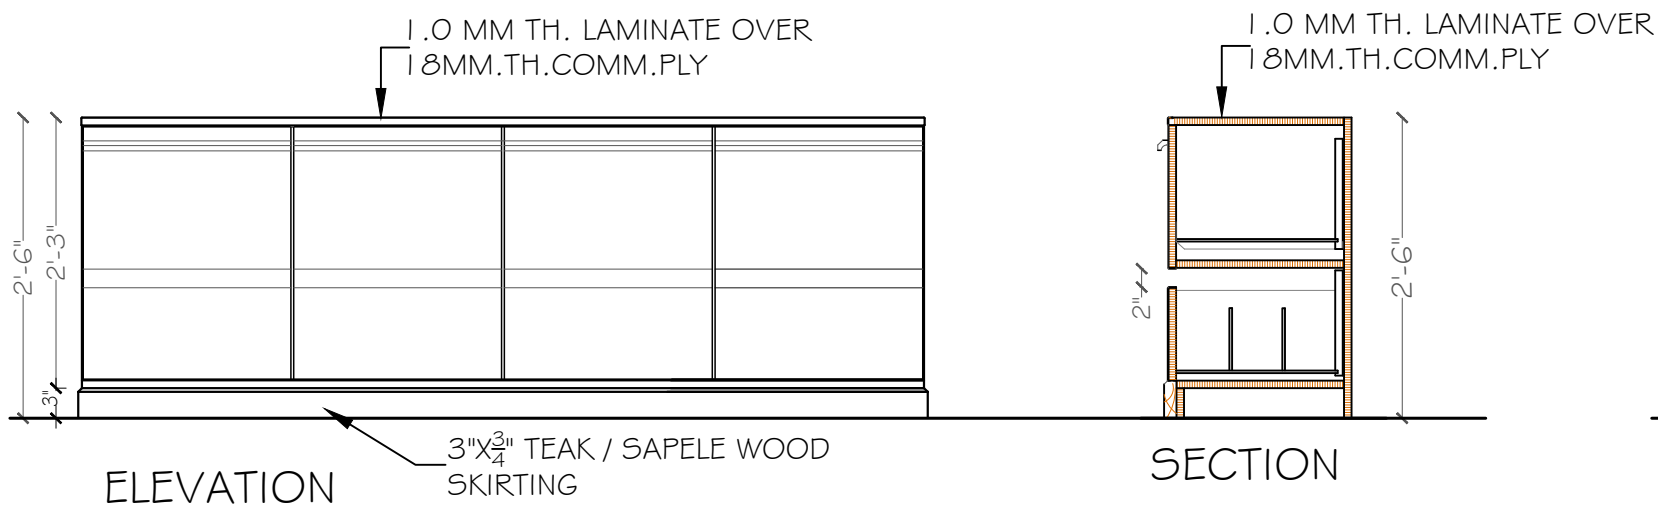 1.0 MM TH. LAMINATE OVER
18MM.TH.COMM.PLY
1.0 MM TH. LAMINATE OVER
18MM.TH.COMM.PLY
2'-6"
2'-3"
3"
2"
2'-6"
3"X3/4" TEAK / SAPELE WOOD
SKIRTING
ELEVATION
SECTION